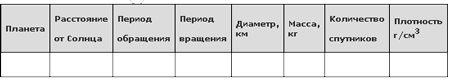 Планета
Расстояние
от Солнца
Период
обращения
Период
вращения
Диаметр,
км
Масса,
кг
Количество
спутников
Плотность
г/см³